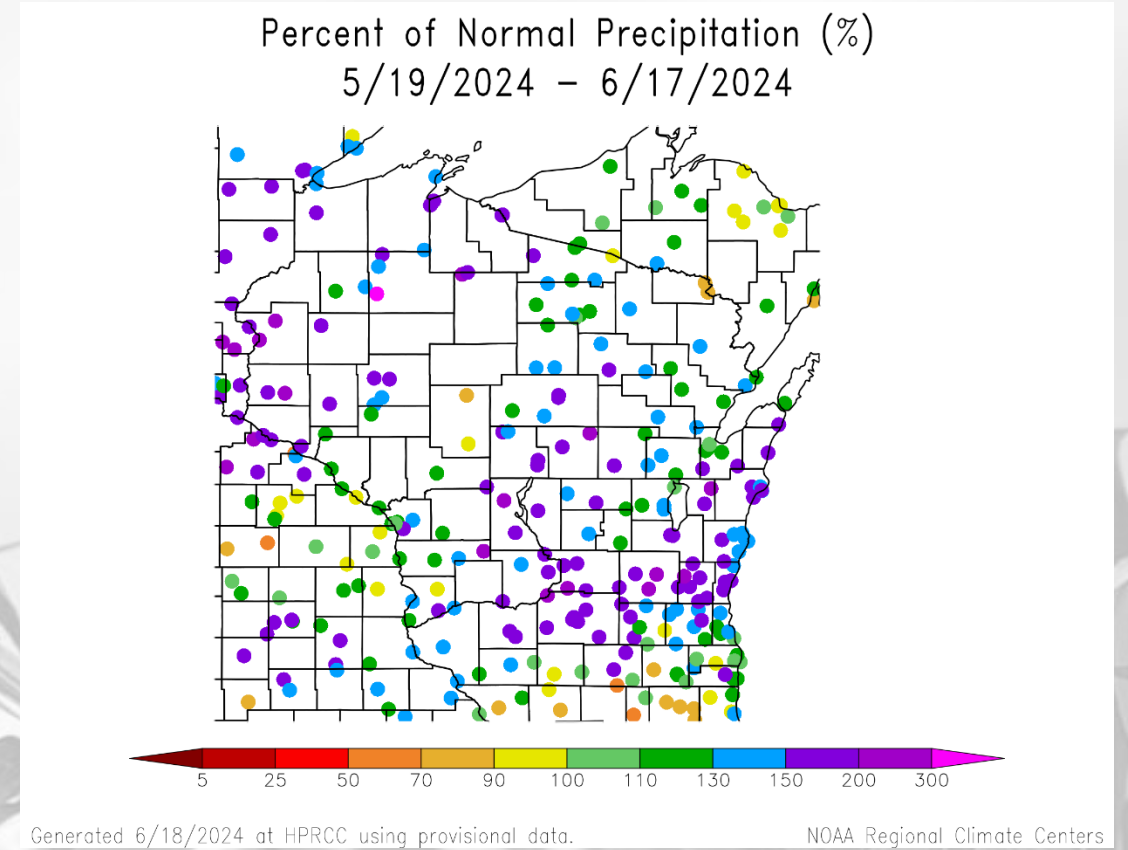 Percent of Normal Precipitation (%)
5/19/2024 – 6/17/2024
5 25 50 70 90 100 110 130 150 200 300
Generated 6/18/2024 at HPRCC using provisional data.
NOAA Regional Climate Centers